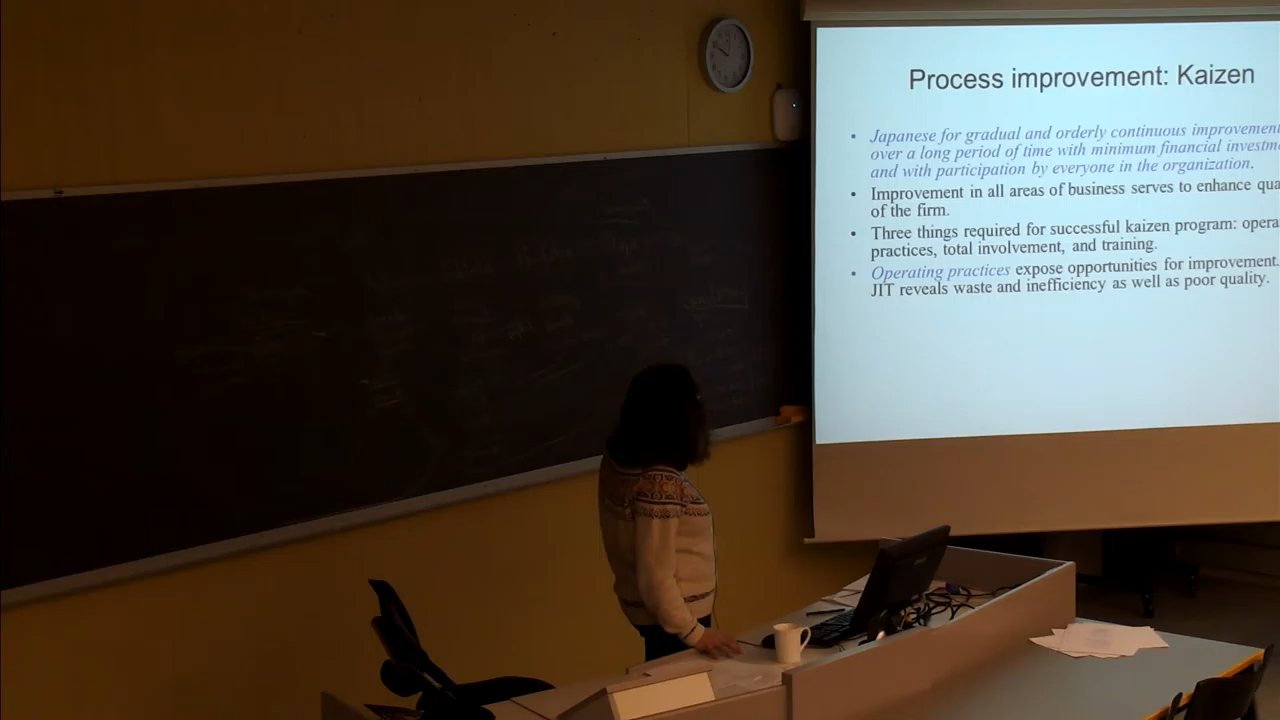 Process improvement: Kaizen
• Japanese for gradual and orderly continuous improvement
over a long period of time with minimum financial
and with participation by everyone in the organization.
• Improvement in all areas of business serves to enhance
of the firm.
• Three things required for successful kaizen program:
practices, total involvement, and training.
• Operating practices expose opportunities for improvement.
JIT reveals waste and inefficiency as well as poor quality.